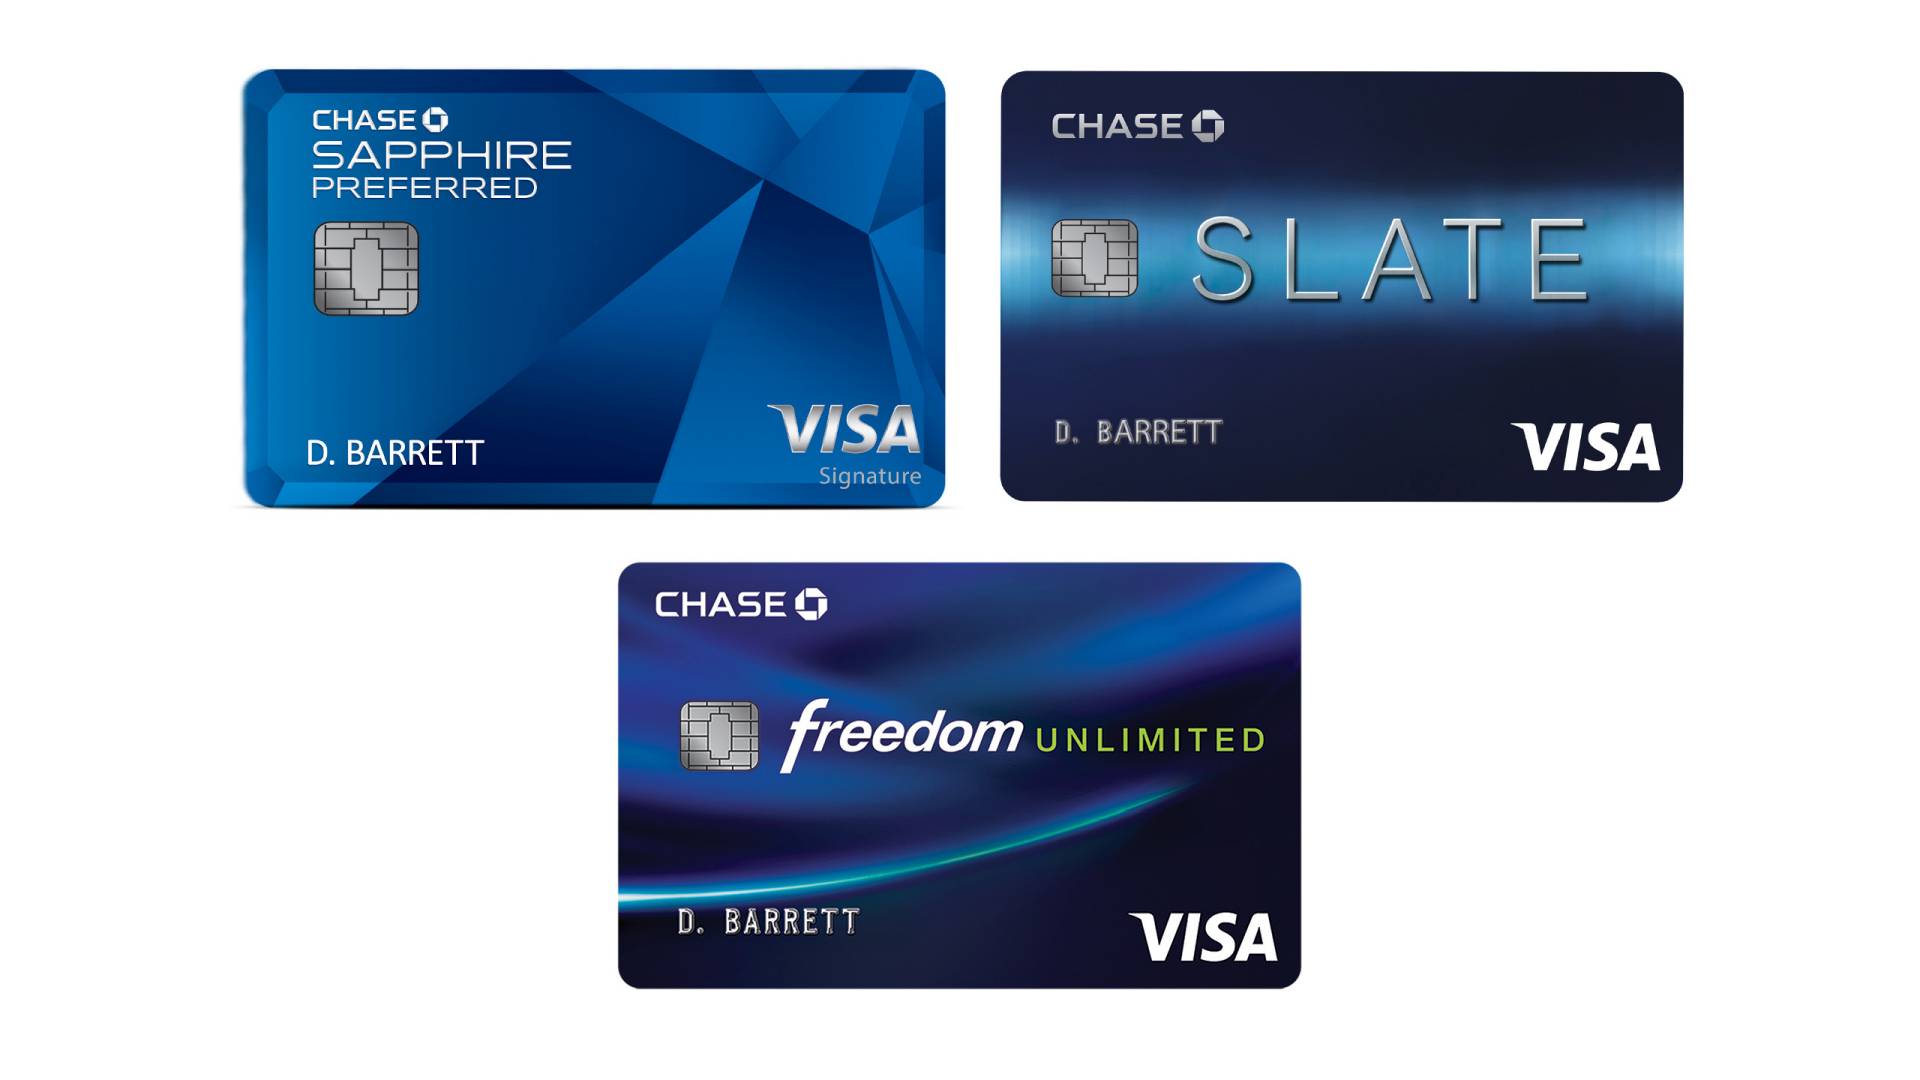 CHASE
SAPPHIRE
PREFERRED
D. BARRETT
VISA
Signature
CHASE
SLATE
D. BARRETT
VISA
CHASE
freedom UNLIMITED
D. BARRETT
VISA